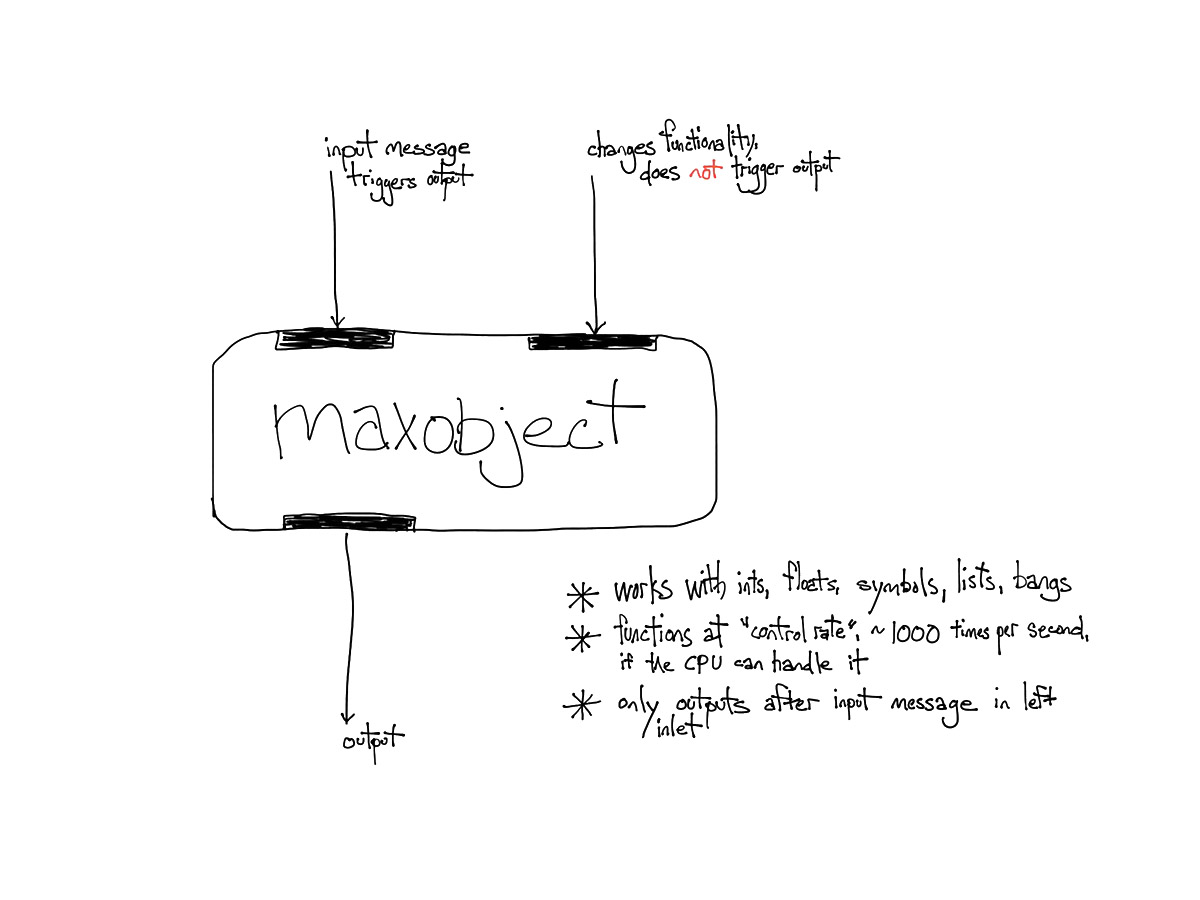 input message
triggers output
changes functionality.
does not trigger output
maxobject
* works with ints, floats, symbols, lists, bangs
* functions at "control rate", ~1000 times per second,
if the CPU can handle it
* only outputs after input message in left
inlet
output